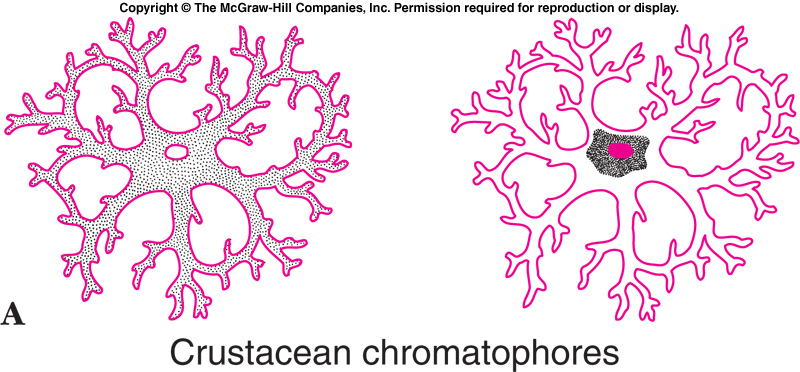 Copyright © The McGraw-Hill Companies, Inc. Permission required for reproduction or display.
A
Crustacean chromatophores